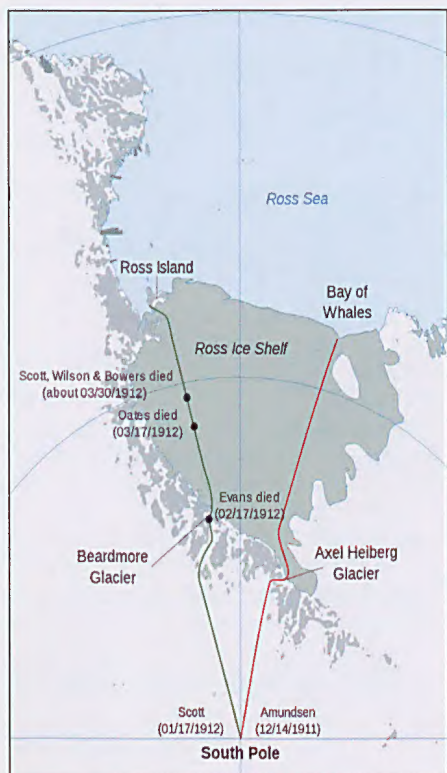 Ross Sea
Ross Island
Bay of
Whales
Ross Ice Shelf
Scott, Wilson & Bowers died
(about 03/30/1912)
Oates died
(03/17/1912)
Evans died
(02/17/1912)
Beardmore
Glacier
Axel Heiberg
Glacier
Scott
(01/17/1912)
Amundsen
(12/14/1911)
South Pole